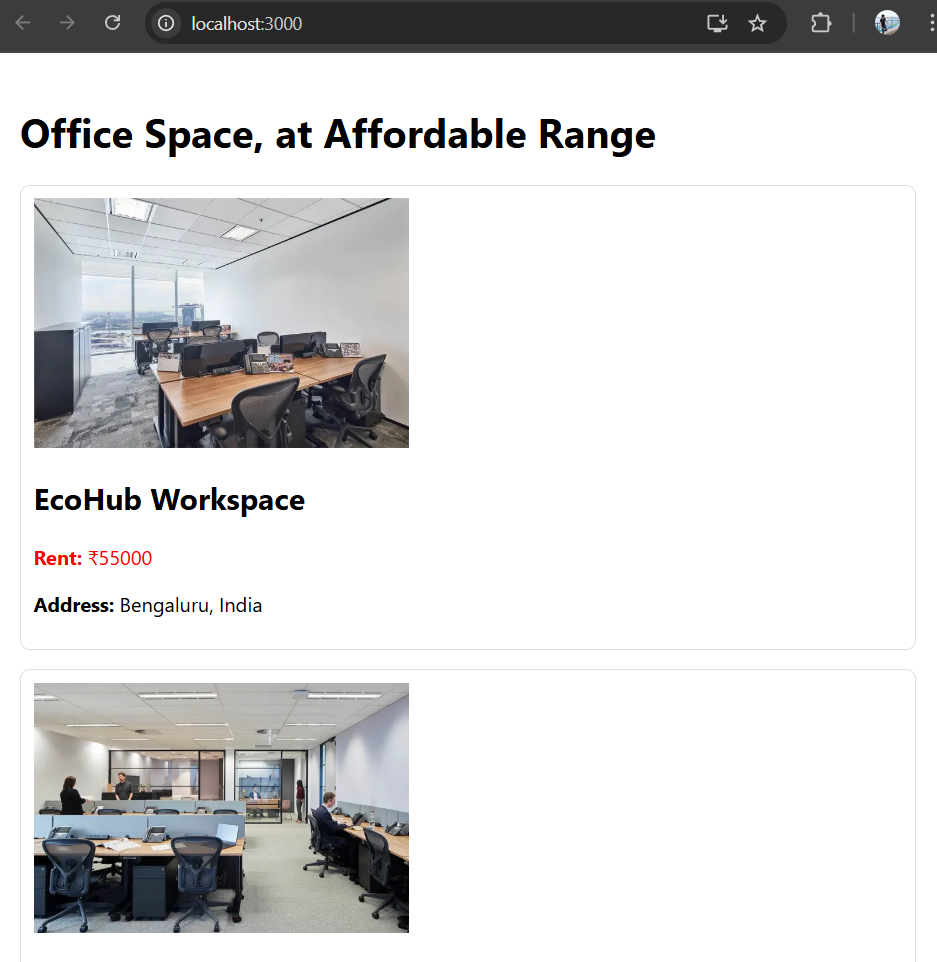 localhost:3000
Office Space, at Affordable Range
EcoHub Workspace
Rent: ₹55000
Address: Bengaluru, India